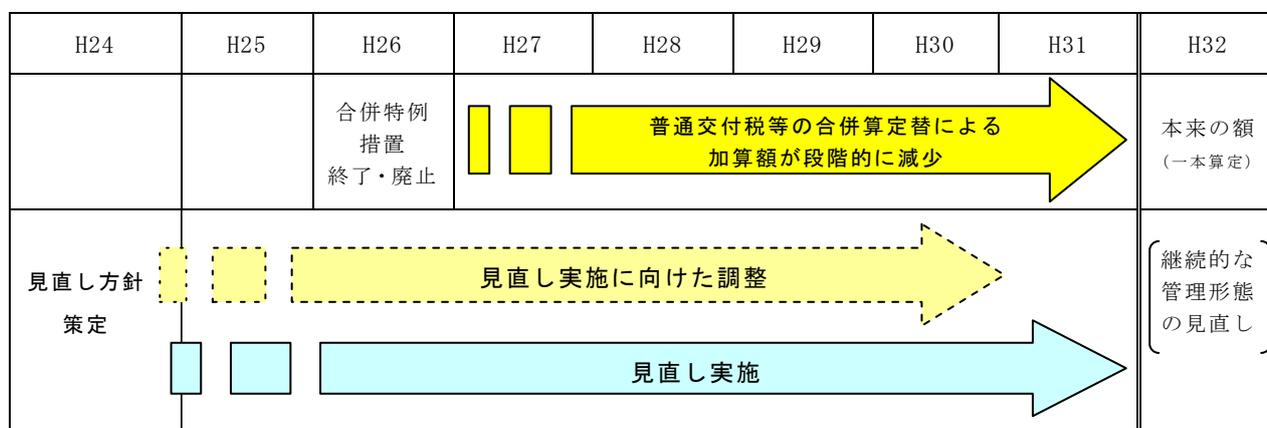 H24 H25 H26 H27 H28 H29 H30 H31 H32
合併特例
措置
終了・廃止
普通交付税等の合併算定替による
加算額が段階的に減少
本来の額
(一本算定)
見直し方針
策定
見直し実施に向けた調整
見直し実施
継続的な
管理形態
の見直し